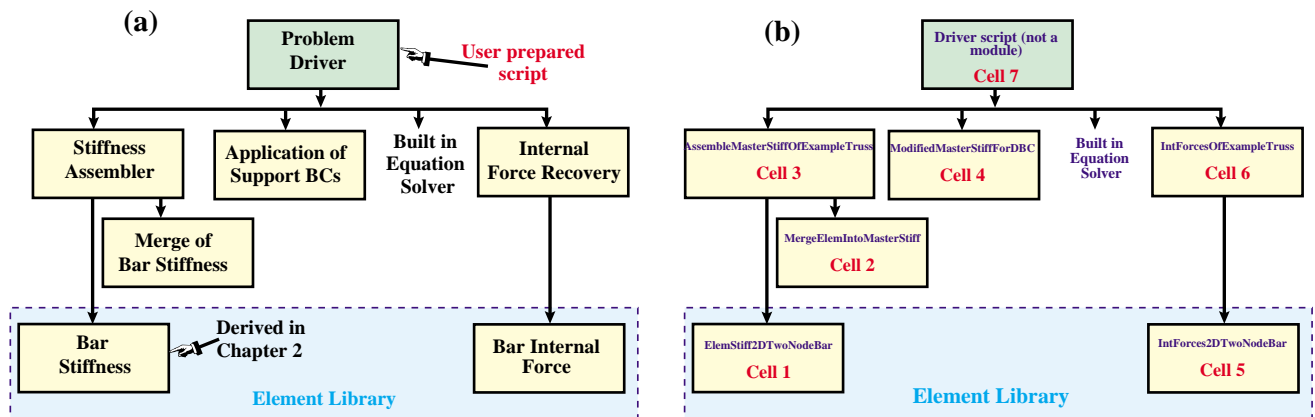 (a)
Problem
Driver
User prepared
script
Stiffness
Assembler
Application of
Support BCs
Built in
Equation
Solver
Internal
Force Recovery
Merge of
Bar Stiffness
Bar
Stiffness
Derived in
Chapter 2
Bar Internal
Force
Element Library
(b)
Driver script (not a
module)
Cell 7
AssembleMasterStiffOfExampleTruss
Cell 3
ModifiedMasterStiffForDBC
Cell 4
Built in
Equation
Solver
IntForcesOfExampleTruss
Cell 6
MergeElemIntoMasterStiff
Cell 2
ElemStiff2DTwoNodeBar
Cell 1
IntForces2DTwoNodeBar
Cell 5
Element Library